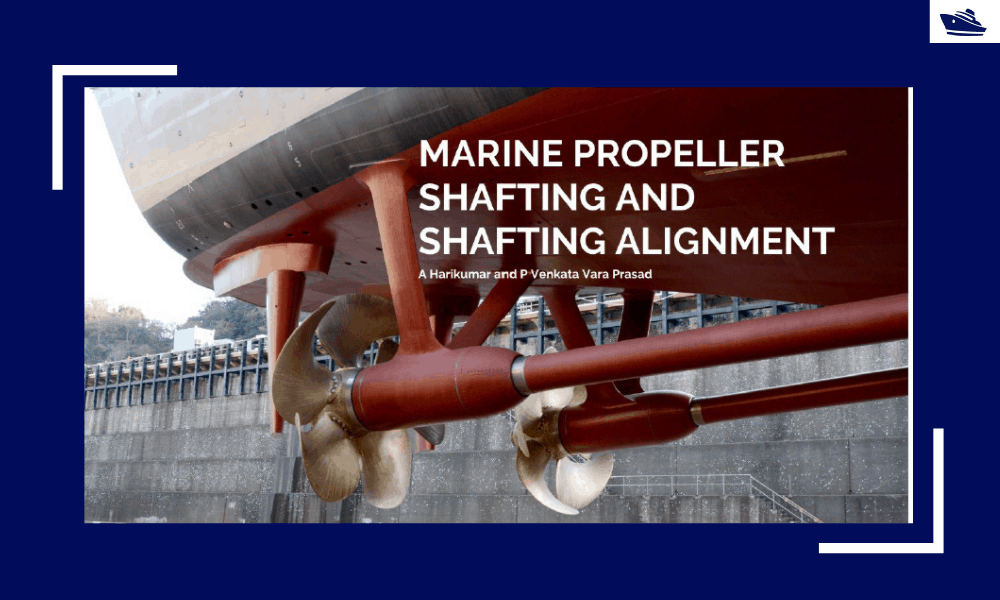 MARINE PROPELLER
SHAFTING AND
SHAFTING ALIGNMENT
A Harikumar and P Venkata Vara Prasad